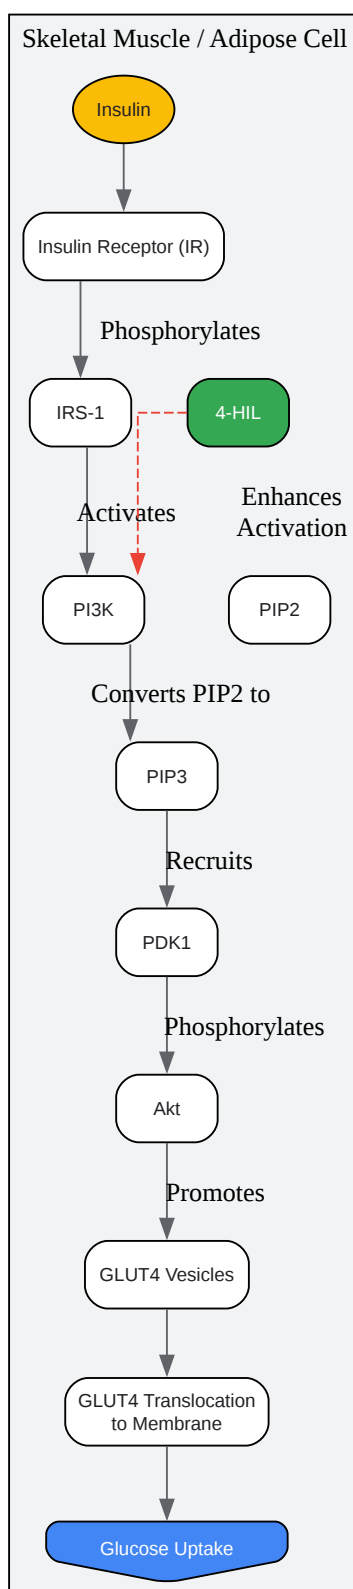 Skeletal Muscle / Adipose Cell
Insulin
Insulin Receptor (IR)
Phosphorylates
IRS-1
4-HIL
Activates
Enhances
Activation
PI3K
PIP2
Converts PIP2 to
PIP3
Recruits
PDK1
Phosphorylates
Akt
Promotes
GLUT4 Vesicles
GLUT4 Translocation
to Membrane
Glucose Uptake